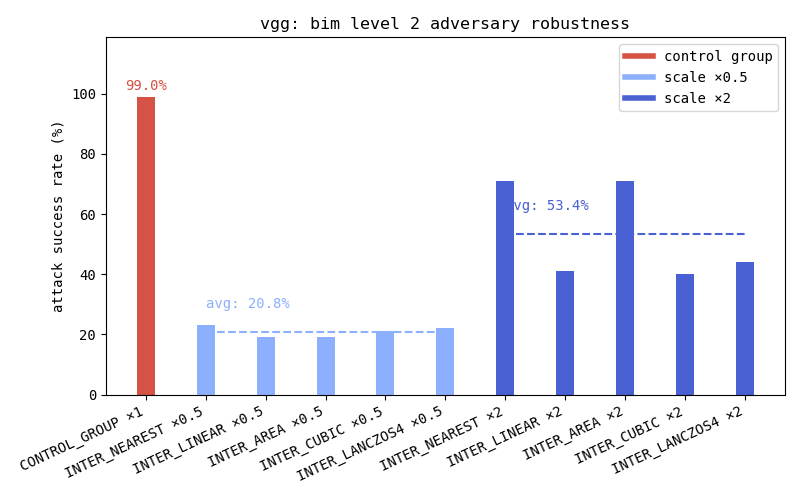 vgg: bim level 2 adversary robustness
control group
scale ×0.5
scale ×2
attack success rate (%)
100
80
60
40
20
0
99.0%
avg: 20.8%
vg: 53.4%
CONTROL_GROUP ×1
INTER_NEAREST ×0.5
INTER_LINEAR ×0.5
INTER_AREA ×0.5
INTER_CUBIC ×0.5
INTER_LANCZOS4 ×0.5
INTER_NEAREST ×2
INTER_LINEAR ×2
INTER_AREA ×2
INTER_CUBIC ×2
INTER_LANCZOS4 ×2